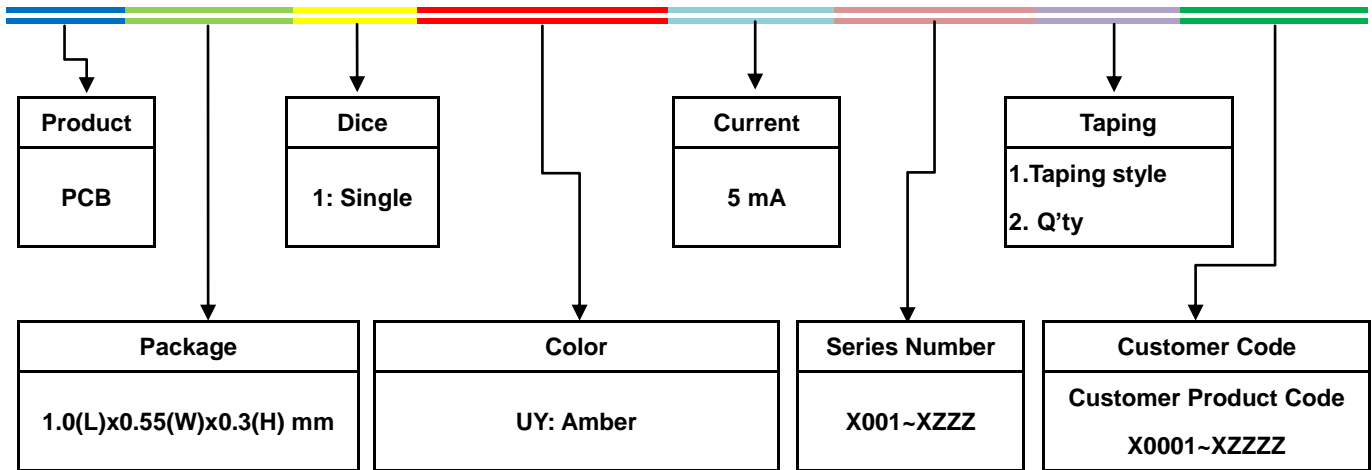 Product
PCB
Dice
1: Single
Current
5 mA
Taping
1.Taping style
2. Q’ty
Package
1.0(L)x0.55(W)x0.3(H) mm
Color
UY: Amber
Series Number
X001~XZZZ
Customer Code
Customer Product Code
X0001~XZZZZ